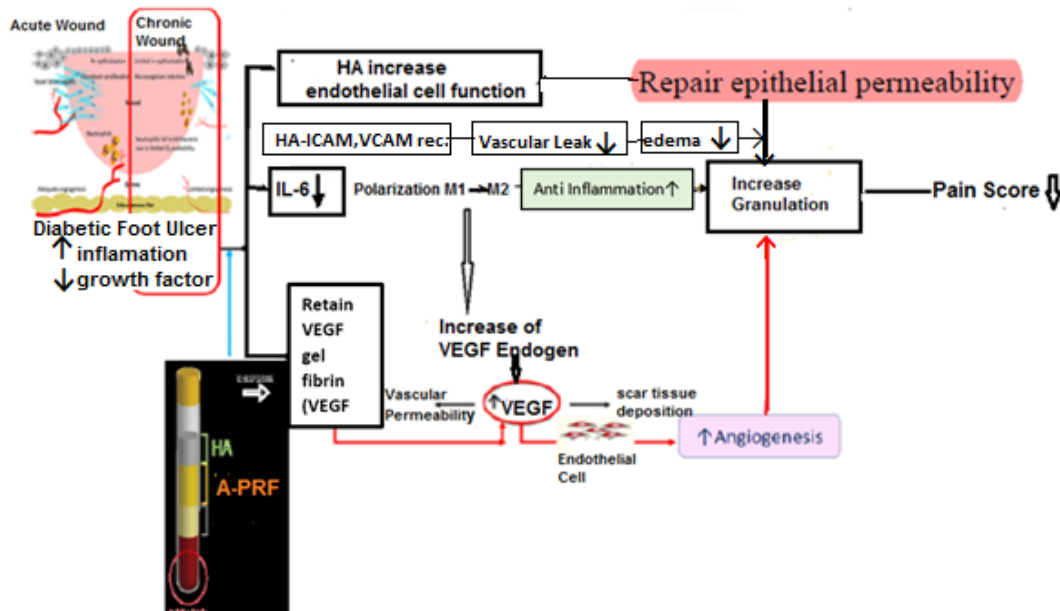 Acute Wound
Chronic
Wound
HA
Neutrophils
Diabetic Foot Ulcer
↑ inflamation
↓ growth factor
HA increase
endothelial cell function
Repair epithelial permeability
HA-ICAM,VCAM rec.
Vascular Leak ↓
edema ↓
IL-6 ↓
Polarization M1 → M2
Anti Inflammation↑
Increase
Granulation
Pain Score ↓
Retain
VEGF
gel
fibrin
(VEGF
Increase of
VEGF Endogen
Vascular
Permeability
↑VEGF
scar tissue
deposition
Endothelial
Cell
↑Angiogenesis
HA
A-PRF